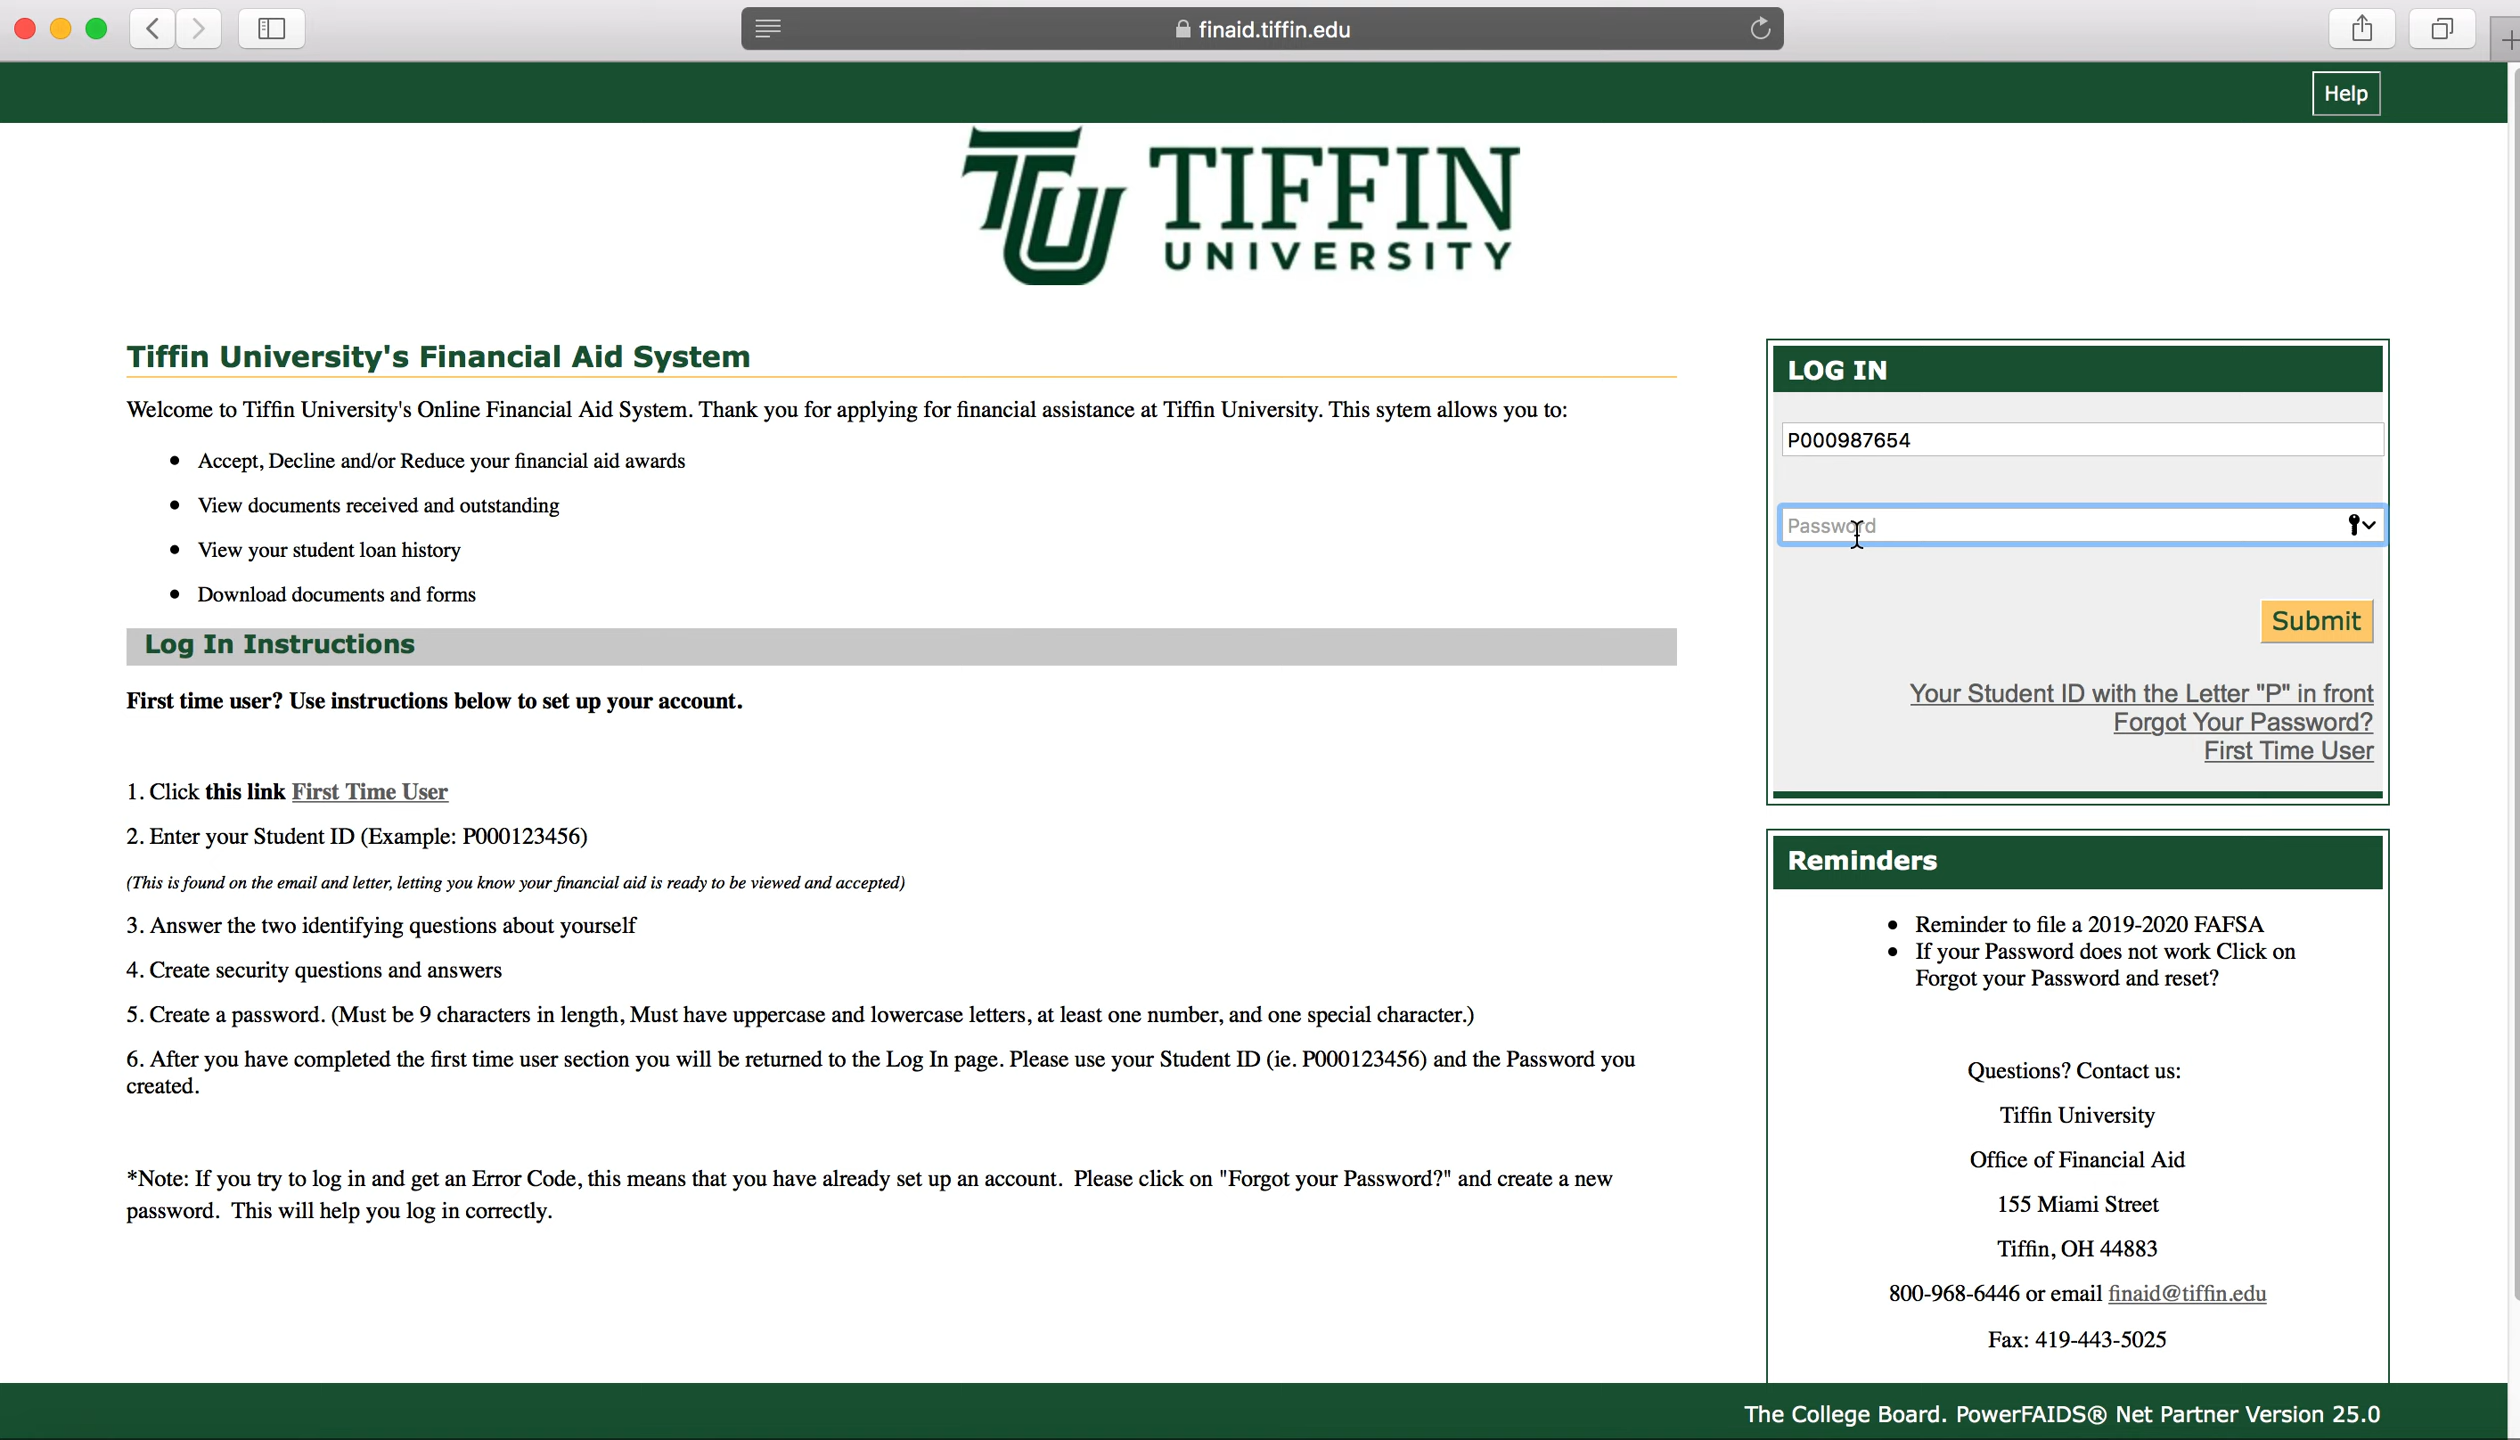 finaid.tiffin.edu
Help
TU TIFFIN
UNIVERSITY
Tiffin University's Financial Aid System
Welcome to Tiffin University's Online Financial Aid System. Thank you for applying for financial assistance at Tiffin University. This sytem allows you to:
• Accept, Decline and/or Reduce your financial aid awards
• View documents received and outstanding
• View your student loan history
• Download documents and forms
Log In Instructions
First time user? Use instructions below to set up your account.
1. Click this link First Time User
2. Enter your Student ID (Example: P000123456)
(This is found on the email and letter, letting you know your financial aid is ready to be viewed and accepted)
3. Answer the two identifying questions about yourself
4. Create security questions and answers
5. Create a password. (Must be 9 characters in length, Must have uppercase and lowercase letters, at least one number, and one special character.)
6. After you have completed the first time user section you will be returned to the Log In page. Please use your Student ID (ie. P000123456) and the Password you
created.
*Note: If you try to log in and get an Error Code, this means that you have already set up an account. Please click on "Forgot your Password?" and create a new
password. This will help you log in correctly.
LOG IN
P000987654
Password
Submit
Your Student ID with the Letter "P" in front
Forgot Your Password?
First Time User
Reminders
• Reminder to file a 2019-2020 FAFSA
• If your Password does not work Click on
Forgot your Password and reset?
Questions? Contact us:
Tiffin University
Office of Financial Aid
155 Miami Street
Tiffin, OH 44883
800-968-6446 or email finaid@tiffin.edu
Fax: 419-443-5025
The College Board. PowerFAIDS® Net Partner Version 25.0